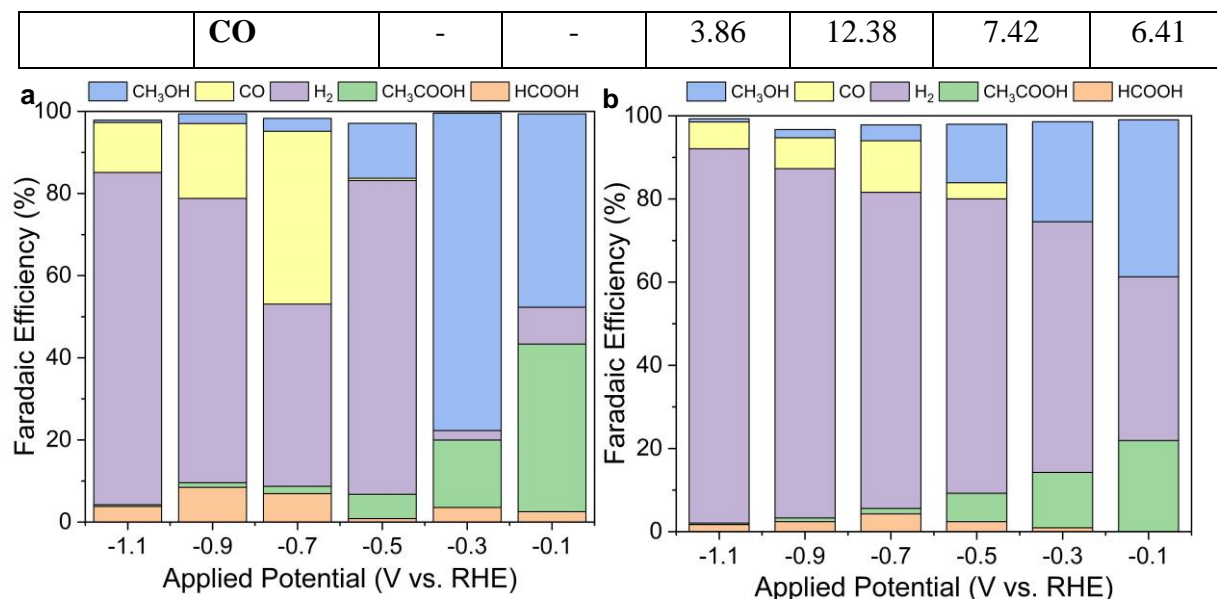 CO - - 3.86 12.38 7.42 6.41
a CH₃OH CO H₂ CH₃COOH HCOOH
100
80
60
40
20
0
Faradaic Efficiency (%)
-1.1 -0.9 -0.7 -0.5 -0.3 -0.1
Applied Potential (V vs. RHE)
b CH₃OH CO H₂ CH₃COOH HCOOH
100
80
60
40
20
0
Faradaic Efficiency (%)
-1.1 -0.9 -0.7 -0.5 -0.3 -0.1
Applied Potential (V vs. RHE)